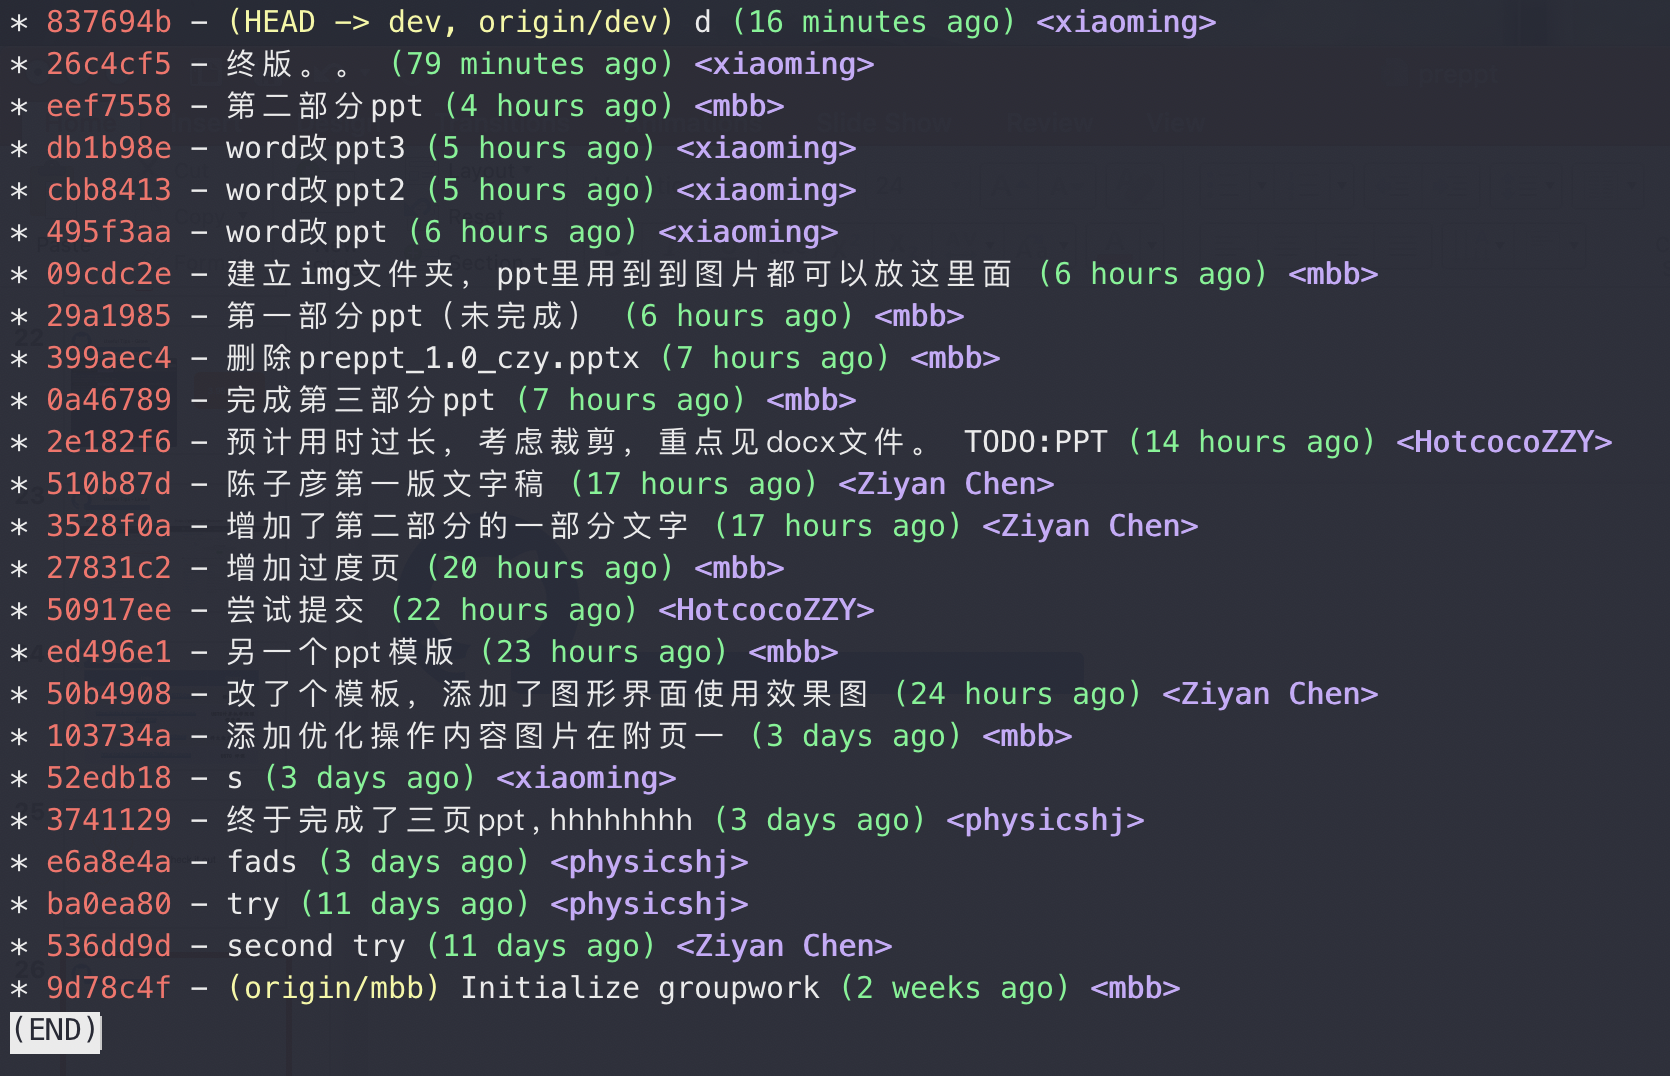 * 837694b - (HEAD -> dev, origin/dev) d (16 minutes ago) <xiaoming>
* 26c4cf5 - 终版。。 (79 minutes ago) <xiaoming>
* eef7558 - 第二部分ppt (4 hours ago) <mbb>
* db1b98e - word改ppt3 (5 hours ago) <xiaoming>
* cbb8413 - word改ppt2 (5 hours ago) <xiaoming>
* 495f3aa - word改ppt (6 hours ago) <xiaoming>
* 09cdc2e - 建立img文件夹，ppt里用到到图片都可以放这里面 (6 hours ago) <mbb>
* 29a1985 - 第一部分ppt（未完成） (6 hours ago) <mbb>
* 399aec4 - 删除preppt_1.0_czy.pptx (7 hours ago) <mbb>
* 0a46789 - 完成第三部分ppt (7 hours ago) <mbb>
* 2e182f6 - 预计用时过长，考虑裁剪，重点见docx文件。 TODO:PPT (14 hours ago) <HotcocoZZY>
* 510b87d - 陈子彦第一版文字稿 (17 hours ago) <Ziyan Chen>
* 3528f0a - 增加了第二部分的一部分文字 (17 hours ago) <Ziyan Chen>
* 27831c2 - 增加过度页 (20 hours ago) <mbb>
* 50917ee - 尝试提交 (22 hours ago) <HotcocoZZY>
* ed496e1 - 另一个ppt模版 (23 hours ago) <mbb>
* 50b4908 - 改了个模板，添加了图形界面使用效果图 (24 hours ago) <Ziyan Chen>
* 103734a - 添加优化操作内容图片在附页一 (3 days ago) <mbb>
* 52edb18 - s (3 days ago) <xiaoming>
* 3741129 - 终于完成了三页ppt,hhhhhhhh (3 days ago) <physicshj>
* e6a8e4a - fads (3 days ago) <physicshj>
* ba0ea80 - try (11 days ago) <physicshj>
* 536dd9d - second try (11 days ago) <Ziyan Chen>
* 9d78c4f - (origin/mbb) Initialize groupwork (2 weeks ago) <mbb>
(END)